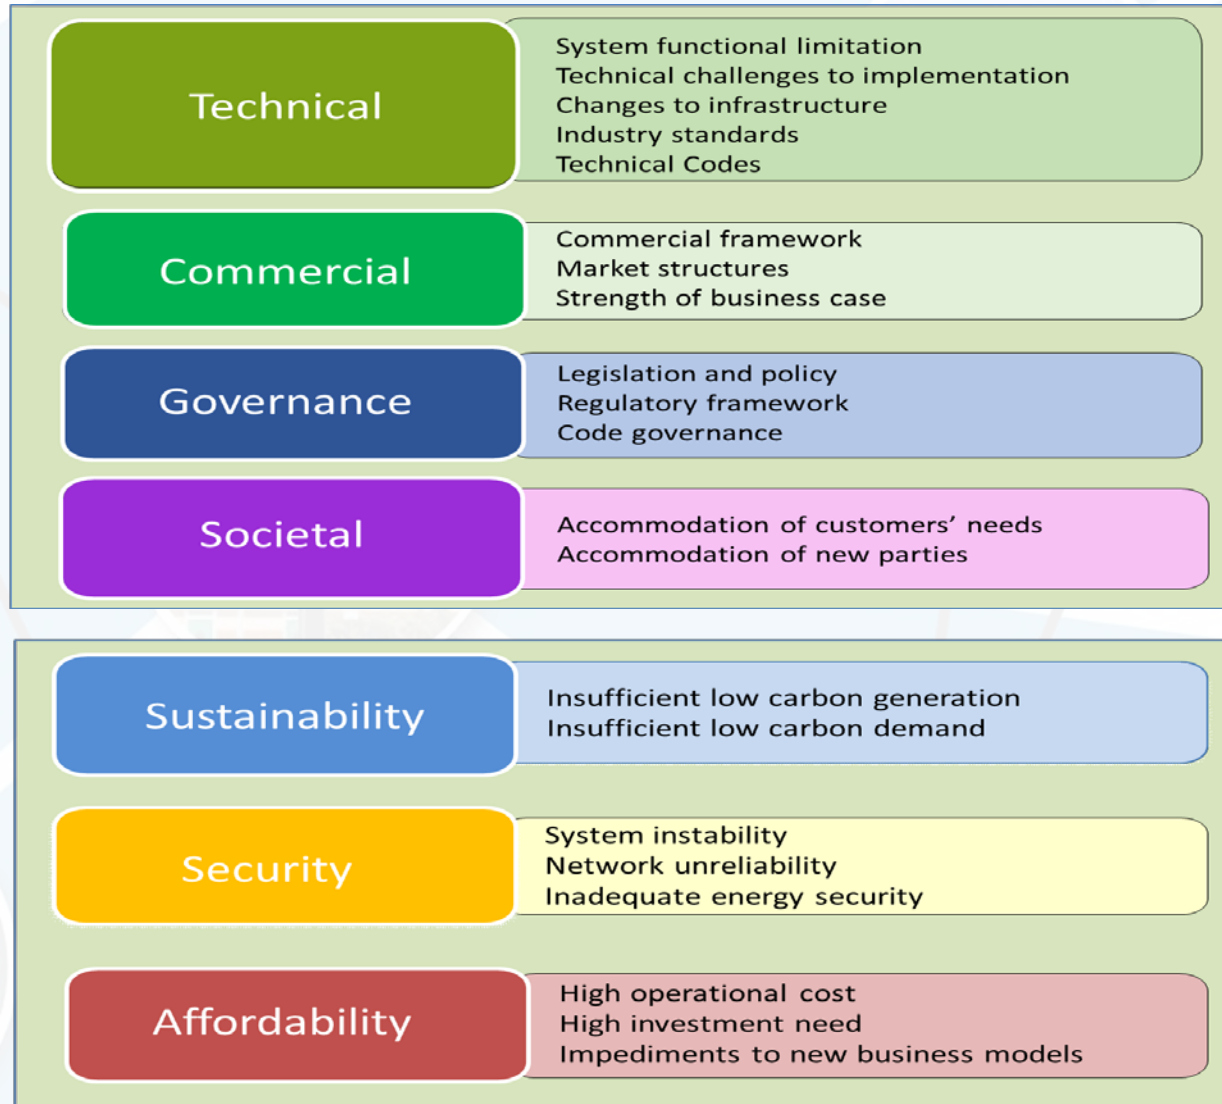 Technical
System functional limitation
Technical challenges to implementation
Changes to infrastructure
Industry standards
Technical Codes
Commercial
Commercial framework
Market structures
Strength of business case
Governance
Legislation and policy
Regulatory framework
Code governance
Societal
Accommodation of customers’ needs
Accommodation of new parties
Sustainability
Insufficient low carbon generation
Insufficient low carbon demand
Security
System instability
Network unreliability
Inadequate energy security
Affordability
High operational cost
High investment need
Impediments to new business models